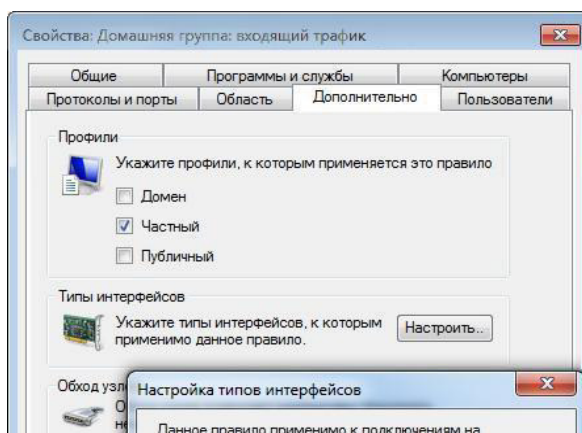 Свойства: Домашняя группа: входящий трафик
Общие Программы и службы Компьютеры
Протоколы и порты Область Дополнительно Пользователи
Профили
Укажите профили, к которым применяется это правило
Домен
Частный
Публичный
Типы интерфейсов
Укажите типы интерфейсов, к которым
применимо данное правило.
Настроить...
Обход
Настройка типов интерфейсов
Данное правило применимо к подключениям на